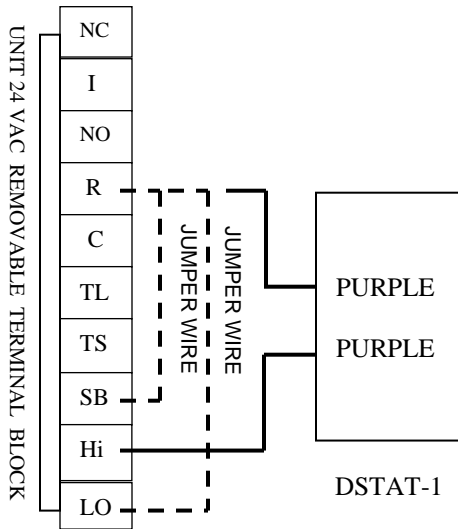 UNIT 24 VAC REMOVABLE TERMINAL BLOCK
NC
I
NO
R
C
TL
TS
SB
Hi
LO
JUMPER WIRE
JUMPER WIRE
PURPLE
PURPLE
DSTAT-1